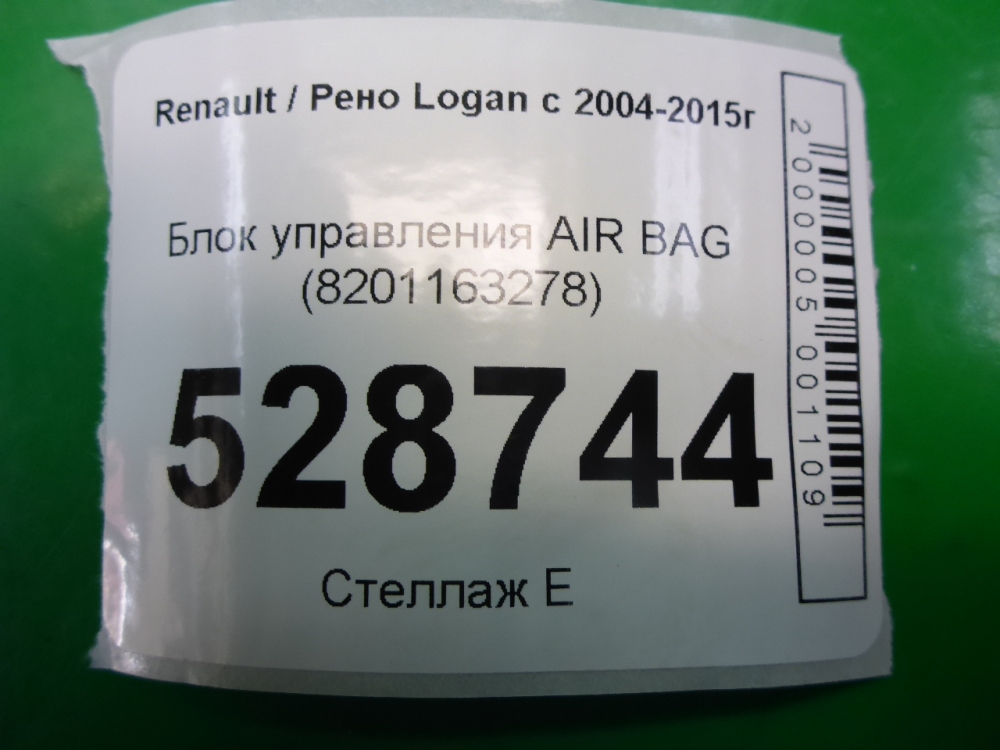 Renault / Рено Logan с 2004-2015г
Блок управления AIR BAG
(8201163278)
528744
Стеллаж Е
2000005001109